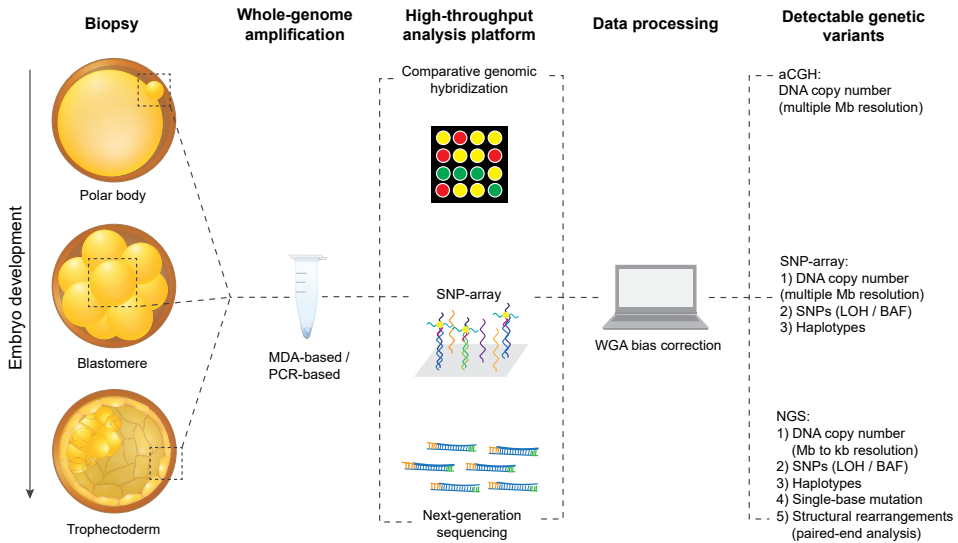 Biopsy
Whole-genome
amplification
High-throughput
analysis platform
Data processing
Detectable genetic
variants
Embryo development
Polar body
Blastomere
Trophectoderm
MDA-based /
PCR-based
Comparative genomic
hybridization
SNP-array
Next-generation
sequencing
WGA bias correction
aCGH:
DNA copy number
(multiple Mb resolution)
SNP-array:
1) DNA copy number
(multiple Mb resolution)
2) SNPs (LOH / BAF)
3) Haplotypes
NGS:
1) DNA copy number
(Mb to kb resolution)
2) SNPs (LOH / BAF)
3) Haplotypes
4) Single-base mutation
5) Structural rearrangements
(paired-end analysis)